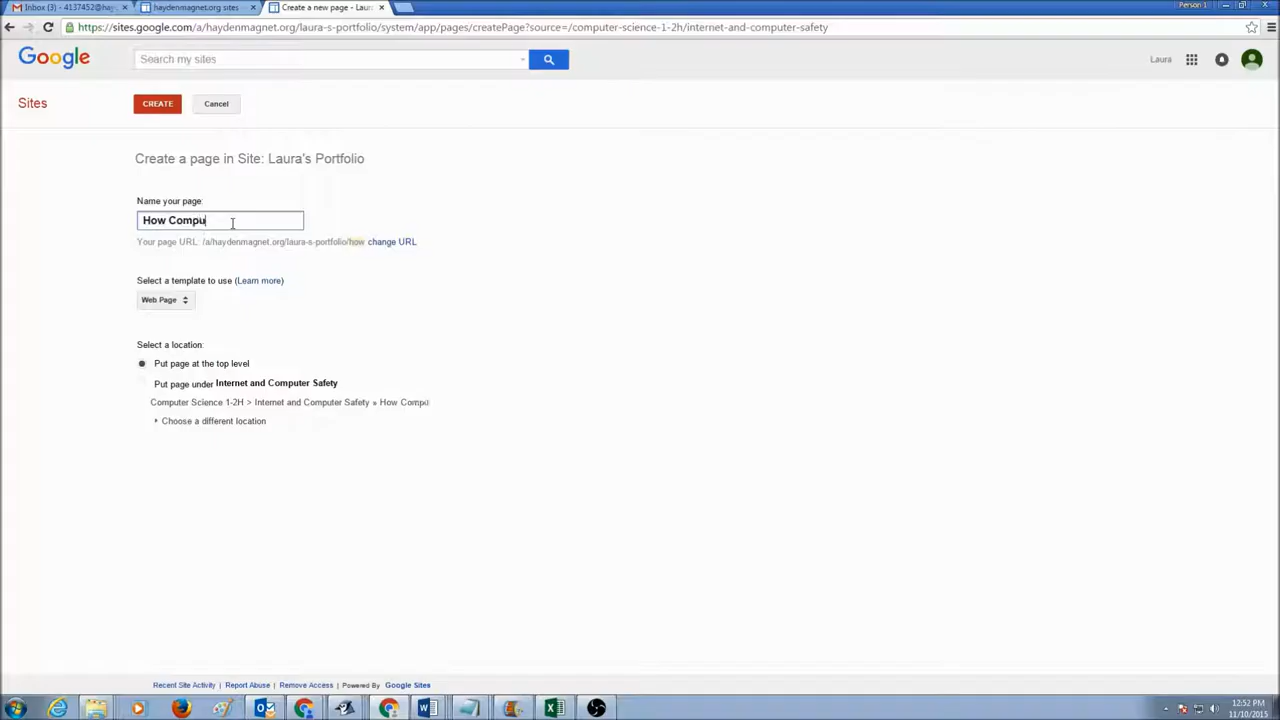 Inbox (3) - 4137452@hay
haydenmagnet.org sites
Create a new page - Laura
Person 1
https://sites.google.com/a/haydenmagnet.org/laura-s-portfolio/system/app/pages/createPage?source=/computer-science-1-2h/internet-and-computer-safety
Google
Search my sites
Laura
Sites
CREATE
Cancel
Create a page in Site: Laura's Portfolio
Name your page:
How Compu
Your page URL: /a/haydenmagnet.org/laura-s-portfolio/how change URL
Select a template to use (Learn more)
Web Page
Select a location:
Put page at the top level
Put page under Internet and Computer Safety
Computer Science 1-2H > Internet and Computer Safety » How Compu
Choose a different location
Recent Site Activity | Report Abuse | Remove Access | Powered By Google Sites
12:52 PM
11/10/2015